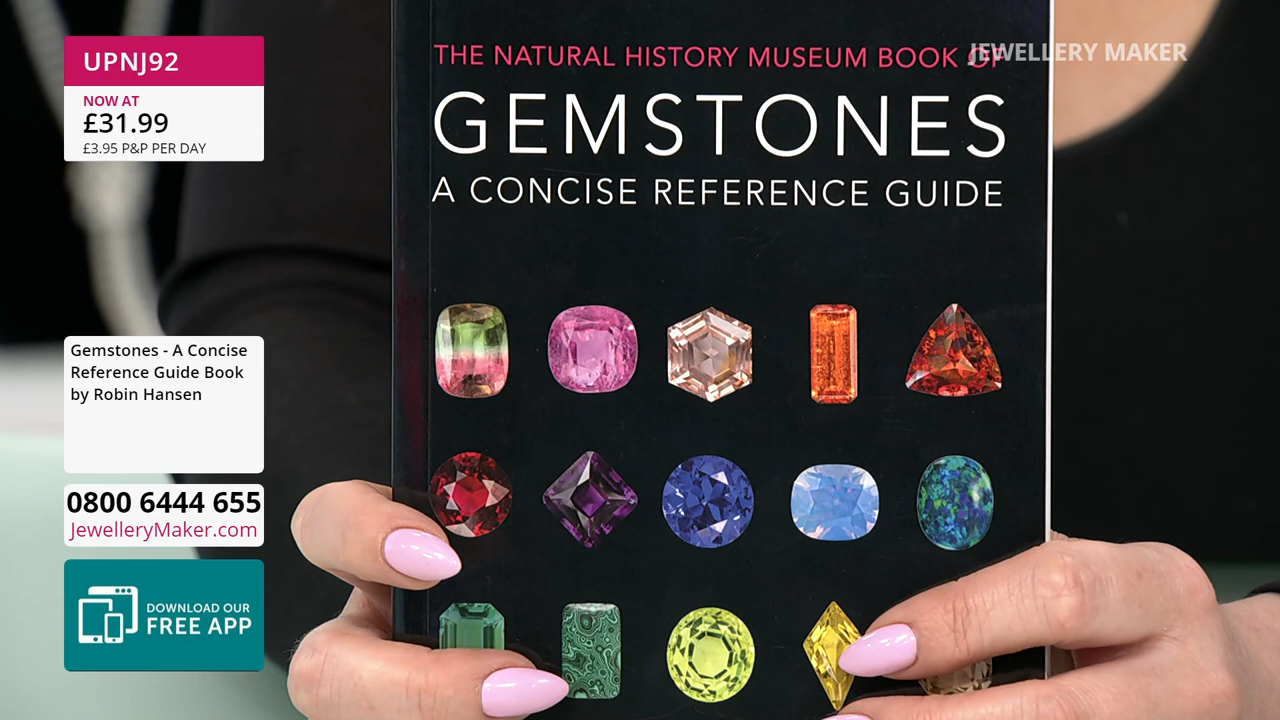 UPNJ92
NOW AT
£31.99
£3.95 P&P PER DAY
Gemstones - A Concise
Reference Guide Book
by Robin Hansen
0800 6444 655
JewelleryMaker.com
DOWNLOAD OUR
FREE APP
THE NATURAL HISTORY MUSEUM BOOK OF
GEMSTONES
A CONCISE REFERENCE GUIDE
JEWELLERY MAKER